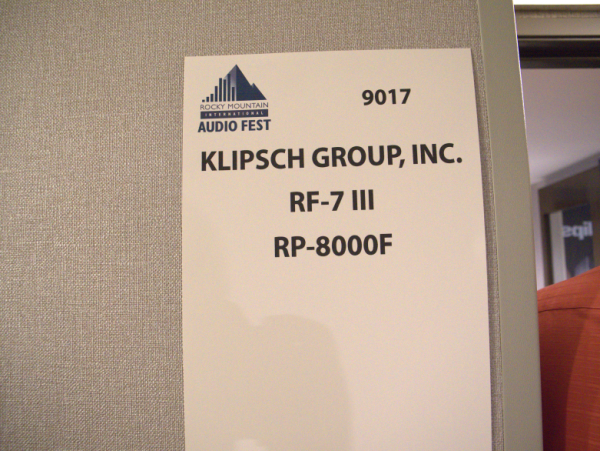 ROCKY MOUNTAIN
INTERNATIONAL
AUDIO FEST
9017
KLIPSCH GROUP, INC.
RF-7 III
RP-8000F